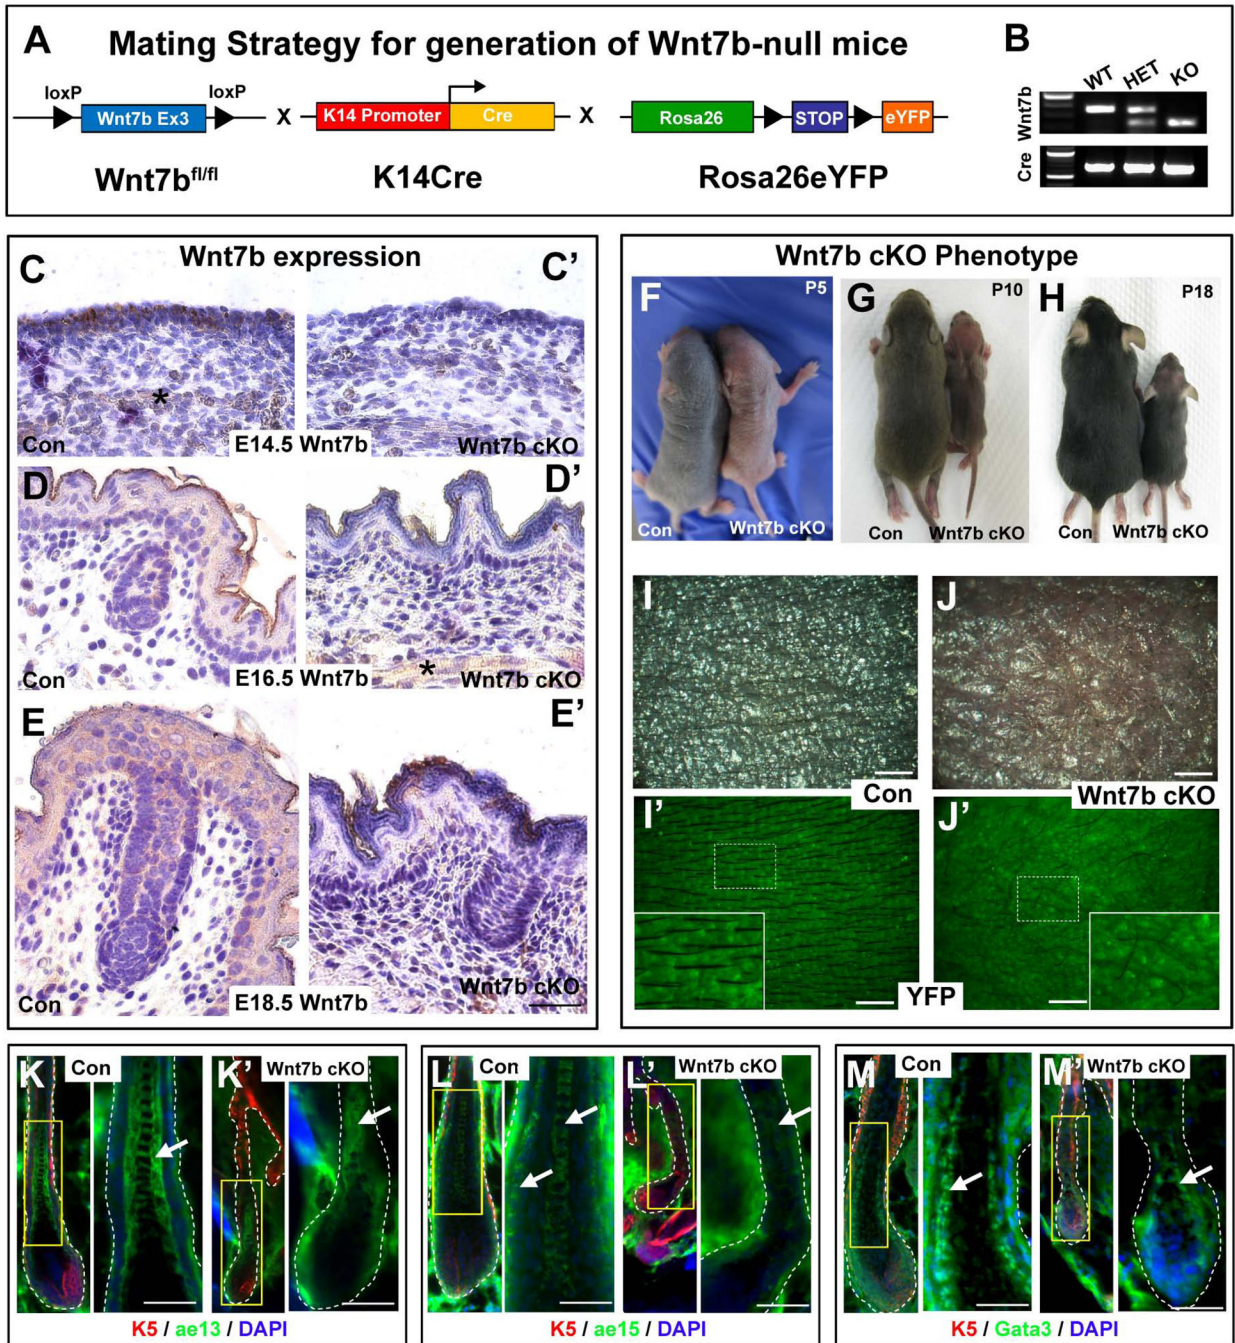 A Mating Strategy for generation of Wnt7b-null mice
loxP loxP
Wnt7b Ex3 X K14 Promoter Cre X Rosa26 STOP eYFP
Wnt7bfl/fl K14Cre Rosa26eYFP
B
WT HET KO
Wnt7b
Cre
Wnt7b expression
C C'
*
Con E14.5 Wnt7b Wnt7b cKO
D D'
*
Con E16.5 Wnt7b Wnt7b cKO
E E'
Con E18.5 Wnt7b Wnt7b cKO
Wnt7b cKO Phenotype
F P5 G P10 H P18
Con Wnt7b cKO Con Wnt7b cKO Con Wnt7b cKO
I J
Con Wnt7b cKO
I' J'
YFP
K Con K' Wnt7b cKO
K5 / ae13 / DAPI
L Con L' Wnt7b cKO
K5 / ae15 / DAPI
M Con M' Wnt7b cKO
K5 / Gata3 / DAPI